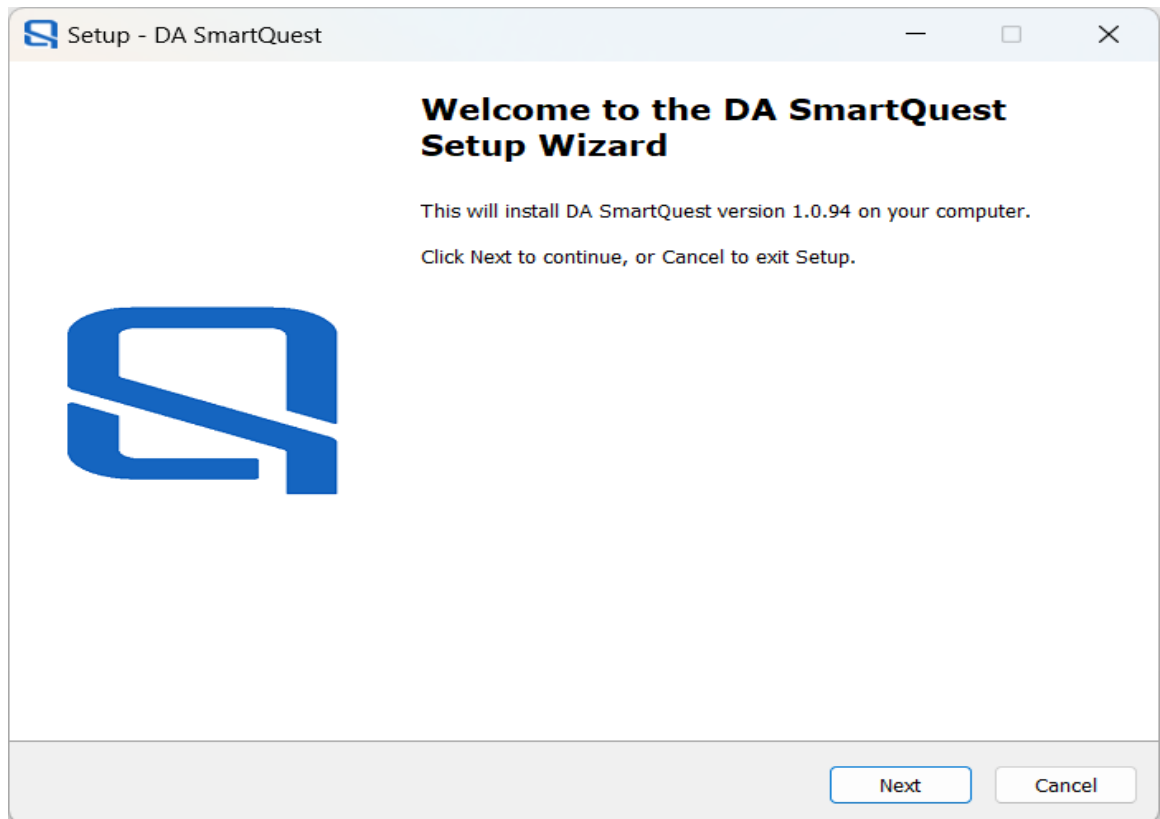 Setup - DA SmartQuest
Welcome to the DA SmartQuest
Setup Wizard
This will install DA SmartQuest version 1.0.94 on your computer.
Click Next to continue, or Cancel to exit Setup.
Next
Cancel